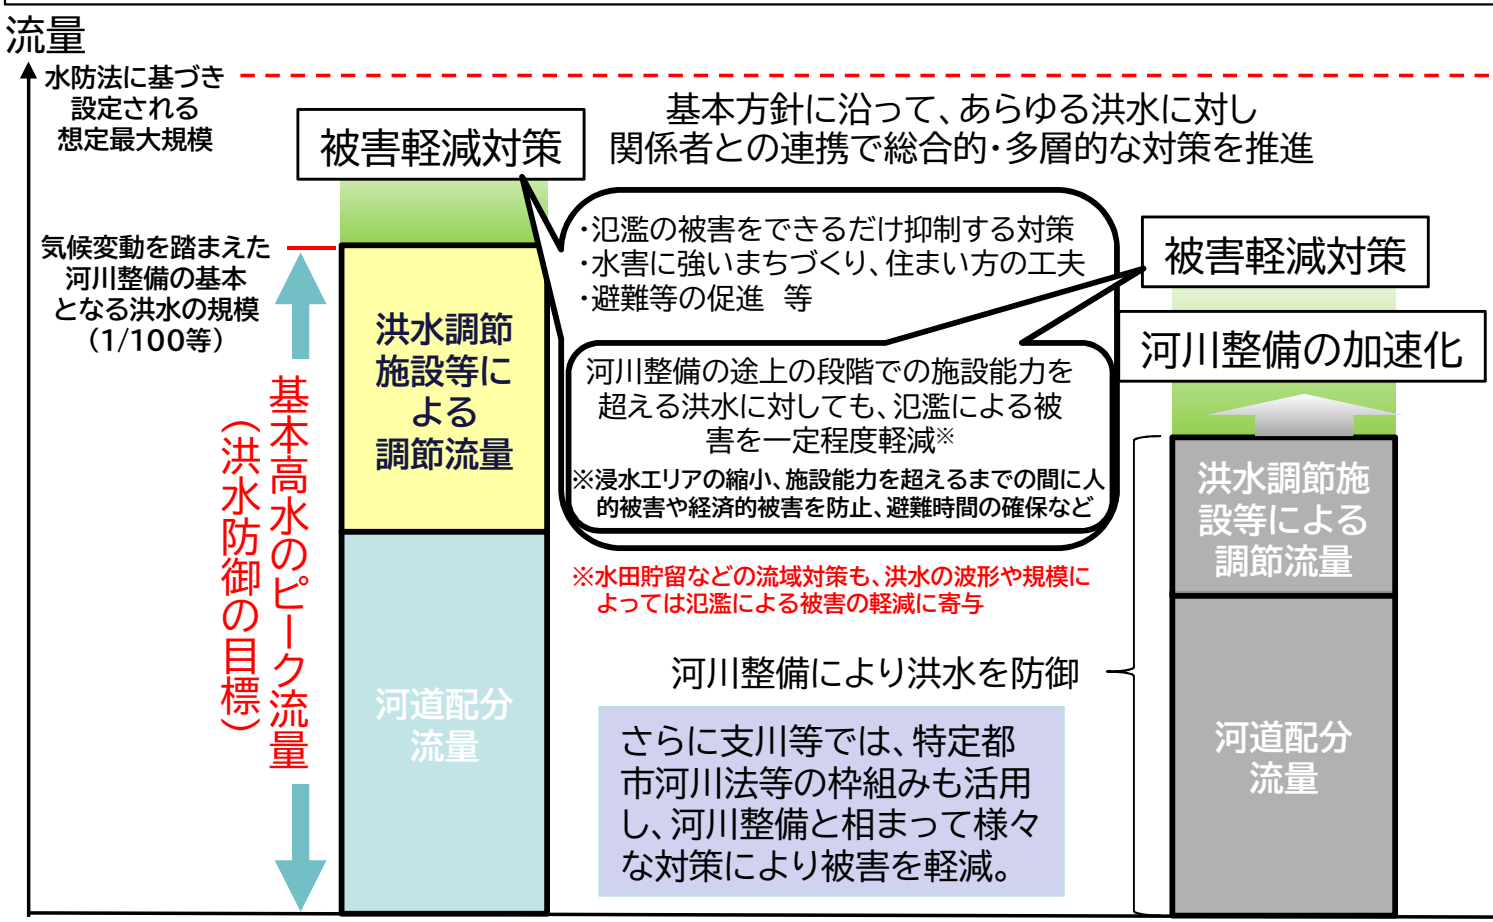 流量
水防法に基づき
設定される
想定最大規模
被害軽減対策
基本方針に沿って、あらゆる洪水に対し
関係者との連携で総合的・多層的な対策を推進
気候変動を踏まえた
河川整備の基本
となる洪水の規模
（1/100等）
基本高水のピーク流量
（洪水防御の目標）
洪水調節
施設等に
よる
調節流量
河道配分
流量
・氾濫の被害をできるだけ抑制する対策
・水害に強いまちづくり、住まい方の工夫
・避難等の促進 等
河川整備の途上の段階での施設能力を
超える洪水に対しても、氾濫による被
害を一定程度軽減※
※浸水エリアの縮小、施設能力を超えるまでの間に人
的被害や経済的被害を防止、避難時間の確保など
※水田貯留などの流域対策も、洪水の波形や規模に
よっては氾濫による被害の軽減に寄与
河川整備により洪水を防御
さらに支川等では、特定都
市河川法等の枠組みも活用
し、河川整備と相まって様々
な対策により被害を軽減。
被害軽減対策
河川整備の加速化
洪水調節施
設等による
調節流量
河道配分
流量